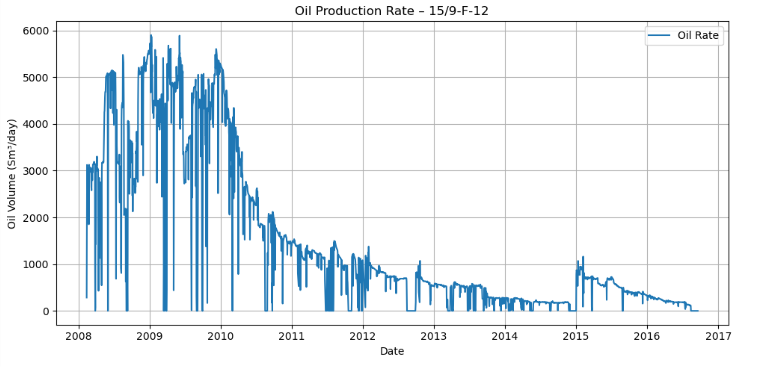 Oil Production Rate – 15/9-F-12
Oil Rate
6000
5000
4000
3000
2000
1000
0
Oil Volume (Sm³/day)
2008 2009 2010 2011 2012 2013 2014 2015 2016 2017
Date